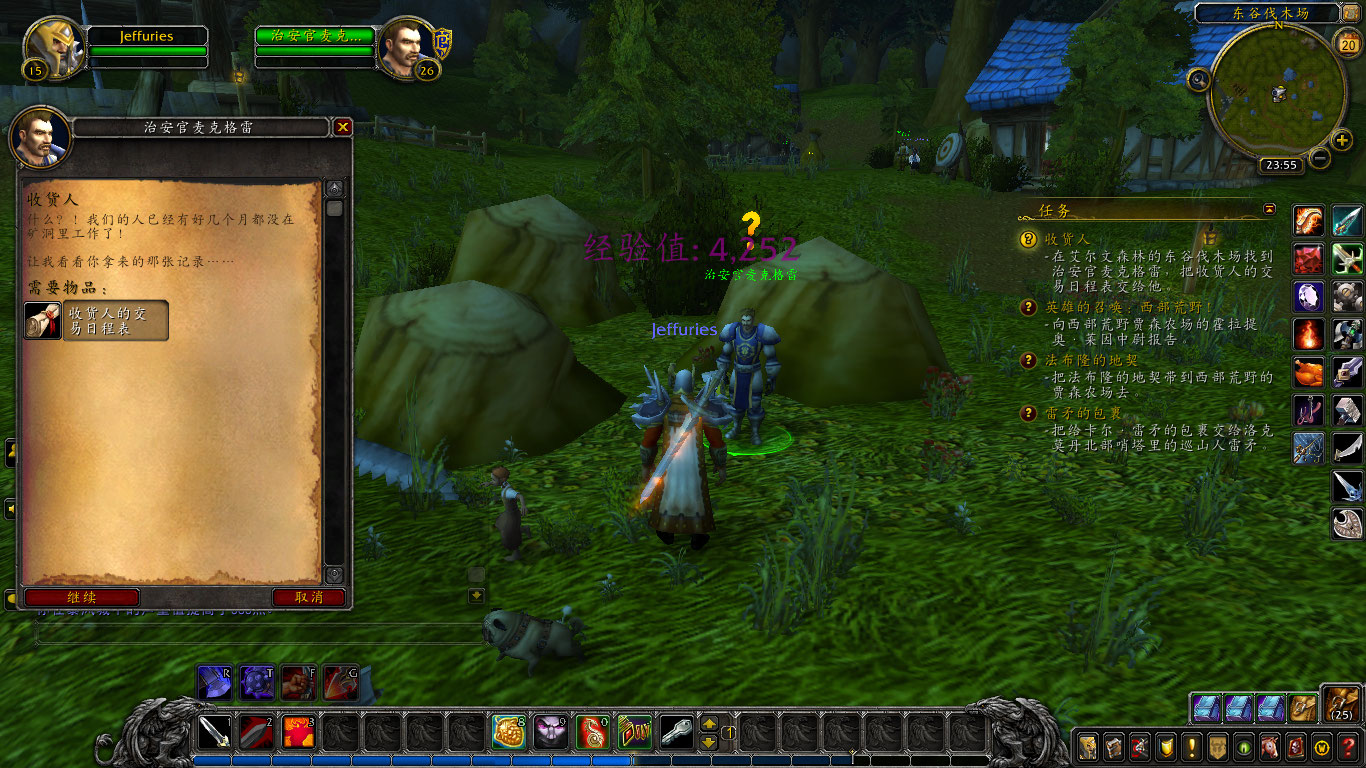 Jeffuries
15
治安官麦克...
26
东谷伐木场
N
20
23:55
治安官麦克格雷
收货人
什么?！我们的人已经有好几个月都没在
矿洞里工作了！
让我看看你拿来的那张记录……
需要物品：
收货人的交
易日程表
继续
取消
经验值: 4,252
治安官麦克格雷
Jeffuries
任务
收货人
-在艾尔文森林的东谷伐木场找到
治安官麦克格雷，把收货人的交
易日程表交给他。
英雄的召唤：西部荒野！
-向西部荒野贾森农场的霍拉提
奥·莱因中尉报告。
法布隆的地契
-把法布隆的地契带到西部荒野的
贾森农场去。
雷矛的包裹
-把给卡尔·雷矛的包裹交给洛克
莫丹北部哨塔里的巡山人雷矛。
R
T
F
G
2
3
8
9
0
1
(25)